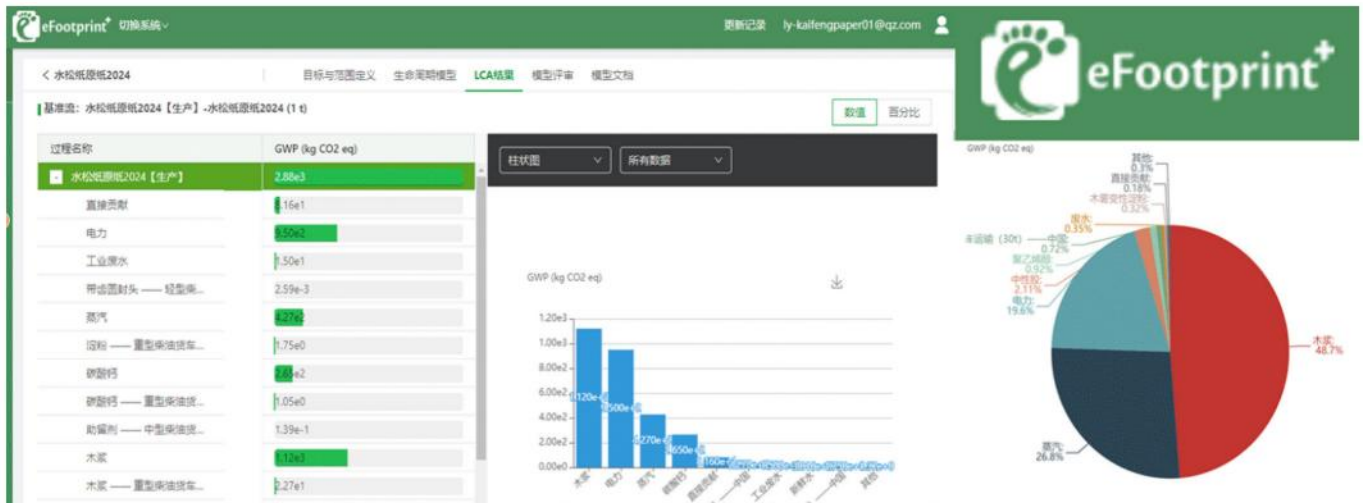 eFootprint+ 切换系统
更新记录 ly-kaifengpaper01@qz.com
eFootprint+
< 水松纸原纸2024
目标与范围定义 生命周期模型 LCA结果 模型评审 模型文档
基准流：水松纸原纸2024【生产】-水松纸原纸2024 (1 t)
数值 百分比
过程名称 GWP (kg CO2 eq)
水松纸原纸2024【生产】 2.88e3
直接贡献 8.16e1
电力 9.50e2
工业废水 1.50e1
带齿圆封头 —— 轻型柴... 2.59e-3
蒸汽 4.27e2
淀粉 —— 重型柴油货车... 1.75e0
碳酸钙 2.65e2
碳酸钙 —— 重型柴油货... 1.05e0
助留剂 —— 中型柴油货... 1.39e-1
木浆 1.12e3
木浆 —— 重型柴油货车... 2.27e1
柱状图 所有数据
GWP (kg CO2 eq)
1.20e3
1.00e3
8.00e2
6.00e2
4.00e2
2.00e2
0.00e0
木浆 电力 蒸汽 碳酸钙 直接贡献 —— 中国 工业废水 新鲜水 —— 中国 其他
GWP (kg CO2 eq)
其他:
0.3%
直接贡献:
0.18%
木薯变性淀粉:
0.32%
废水:
0.35%
车运输（30t）——中国:
0.72%
聚乙烯醇:
0.92%
中性胶:
2.11%
电力:
19.6%
木浆:
48.7%
蒸汽:
26.8%